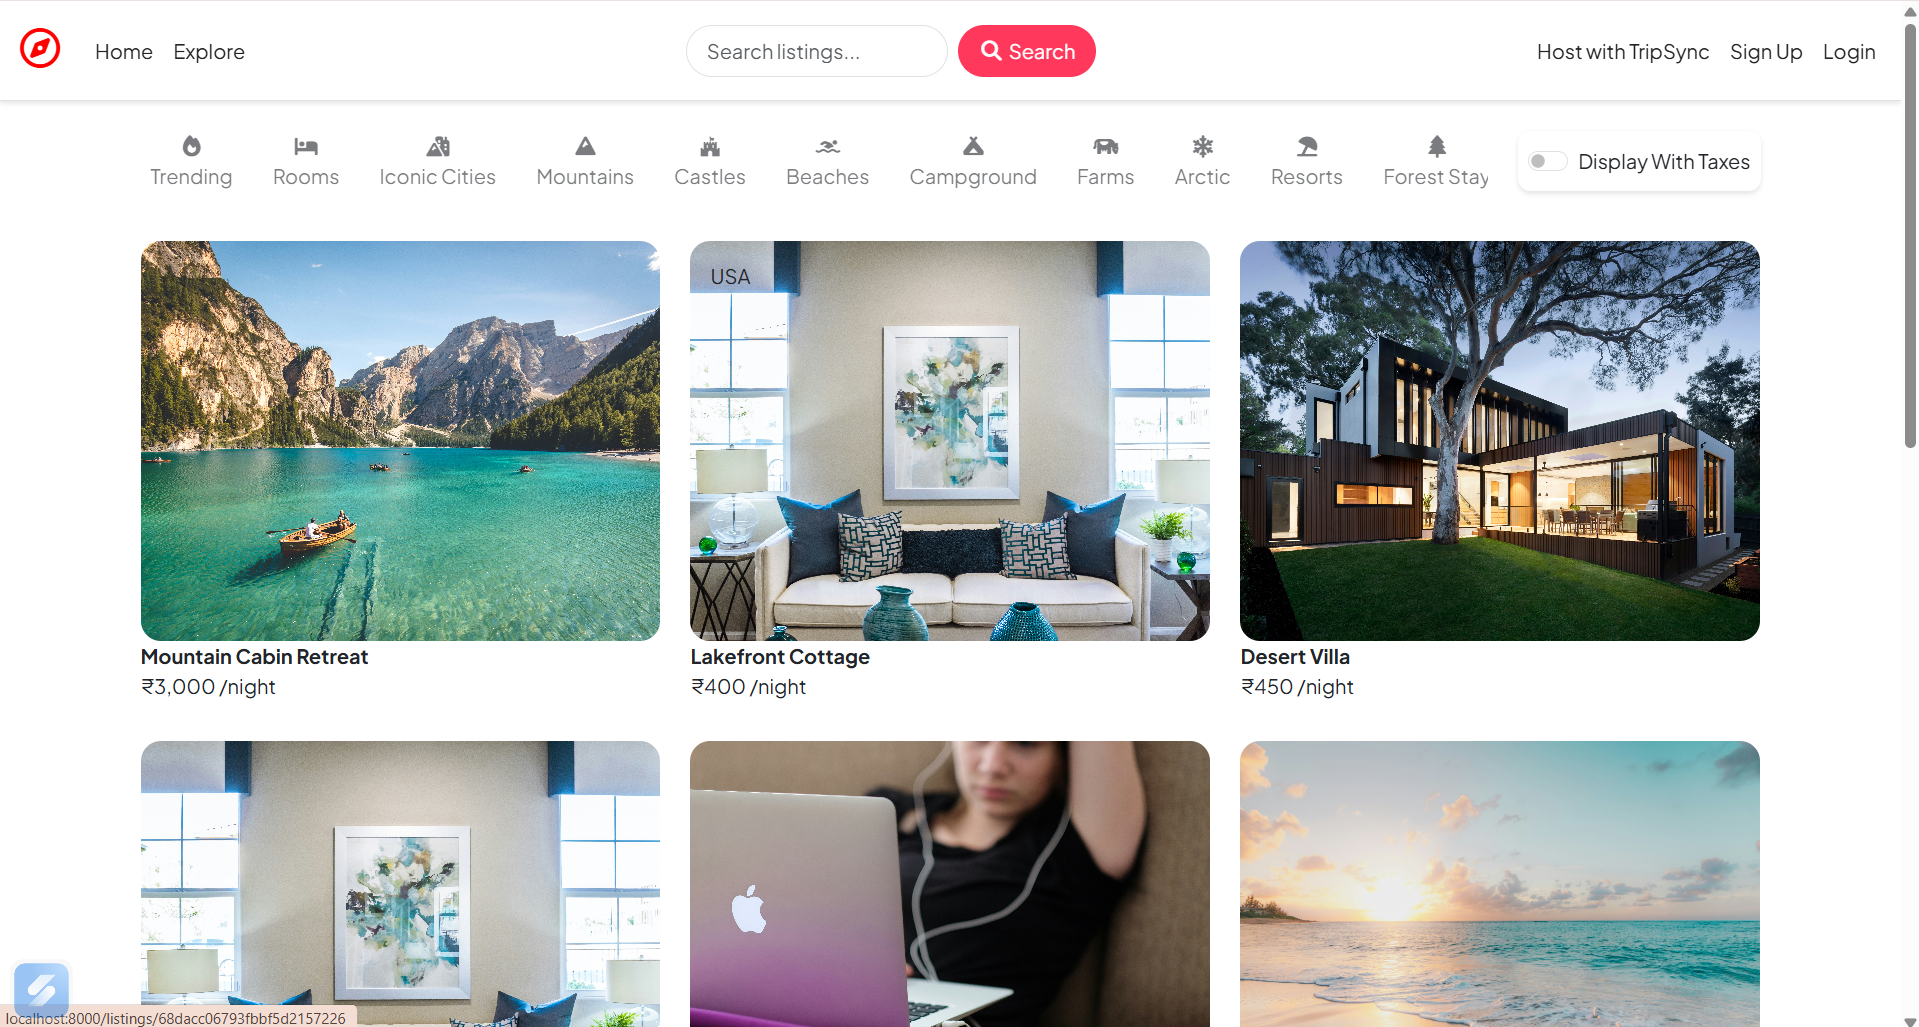 Home Explore Search listings... Search Host with TripSync Sign Up Login
Trending Rooms Iconic Cities Mountains Castles Beaches Campground Farms Arctic Resorts Forest Stay Display With Taxes
USA
Mountain Cabin Retreat Lakefront Cottage Desert Villa
₹3,000 /night ₹400 /night ₹450 /night
localhost:8000/listings/68dacc06793fbbf5d2157226